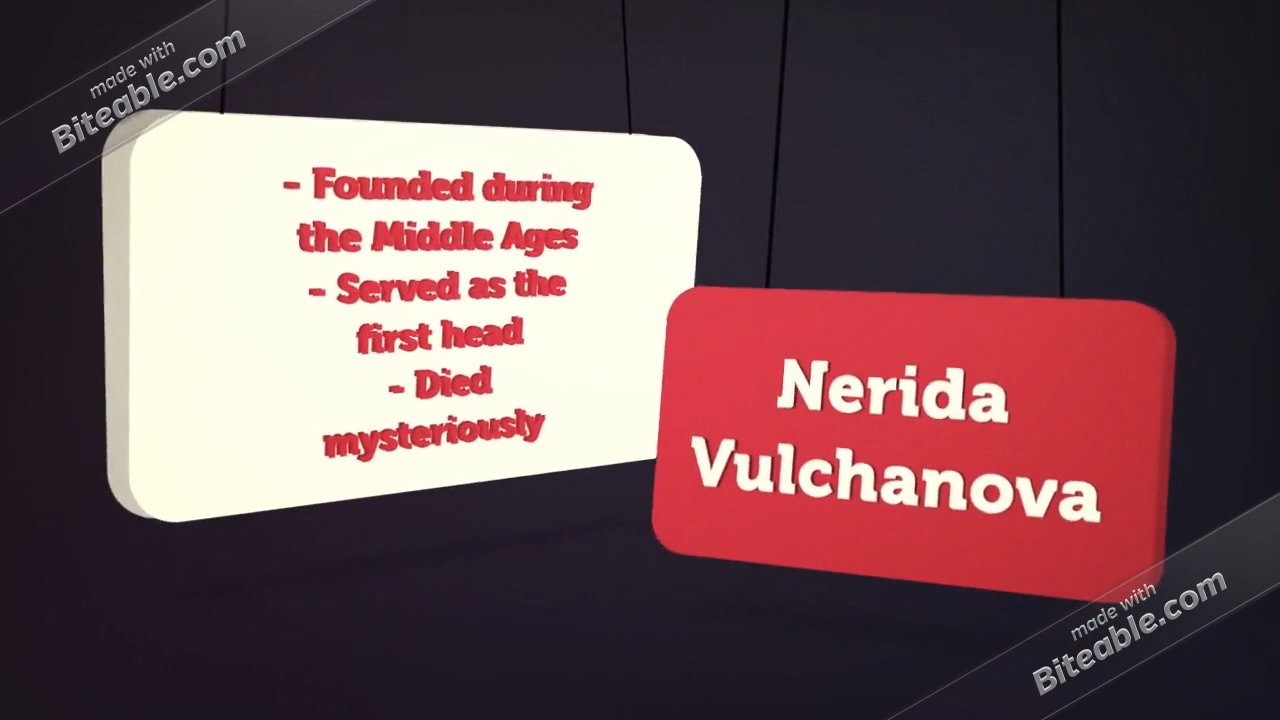 made with
Biteable.com
- Founded during
the Middle Ages
- Served as the
first head
- Died
mysteriously
Nerida
Vulchanova
made with
Biteable.com